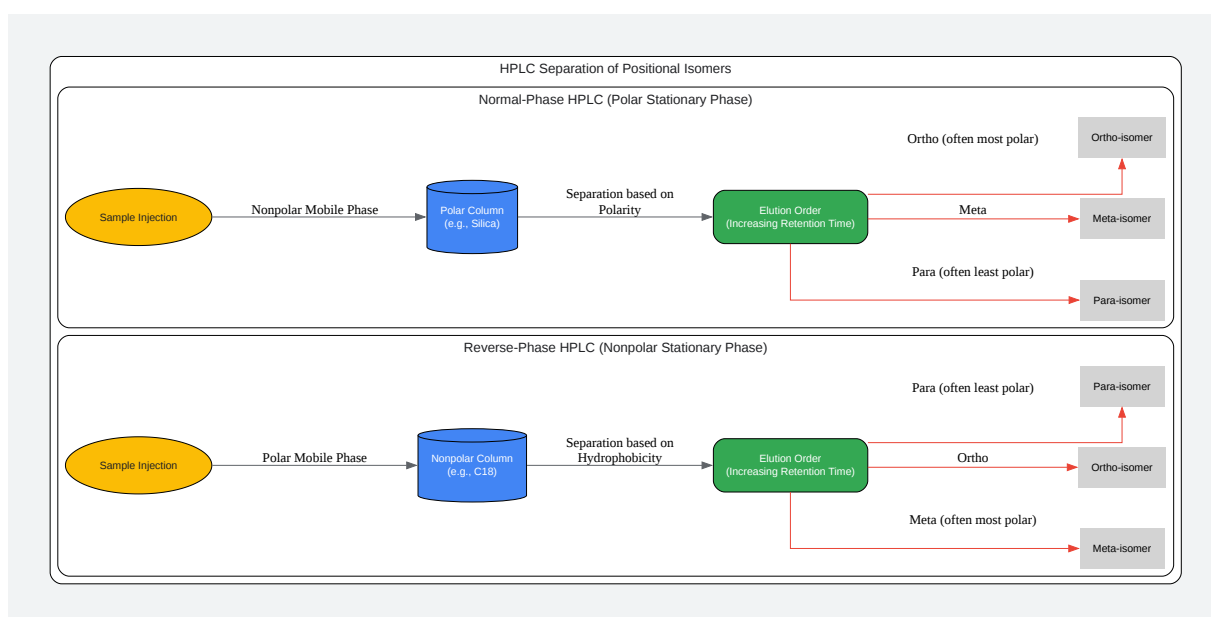 HPLC Separation of Positional Isomers
Normal-Phase HPLC (Polar Stationary Phase)
Sample Injection
Nonpolar Mobile Phase
Polar Column
(e.g., Silica)
Separation based on
Polarity
Elution Order
(Increasing Retention Time)
Ortho (often most polar)
Ortho-isomer
Meta
Meta-isomer
Para (often least polar)
Para-isomer
Reverse-Phase HPLC (Nonpolar Stationary Phase)
Sample Injection
Polar Mobile Phase
Nonpolar Column
(e.g., C18)
Separation based on
Hydrophobicity
Elution Order
(Increasing Retention Time)
Para (often least polar)
Para-isomer
Ortho
Ortho-isomer
Meta (often most polar)
Meta-isomer